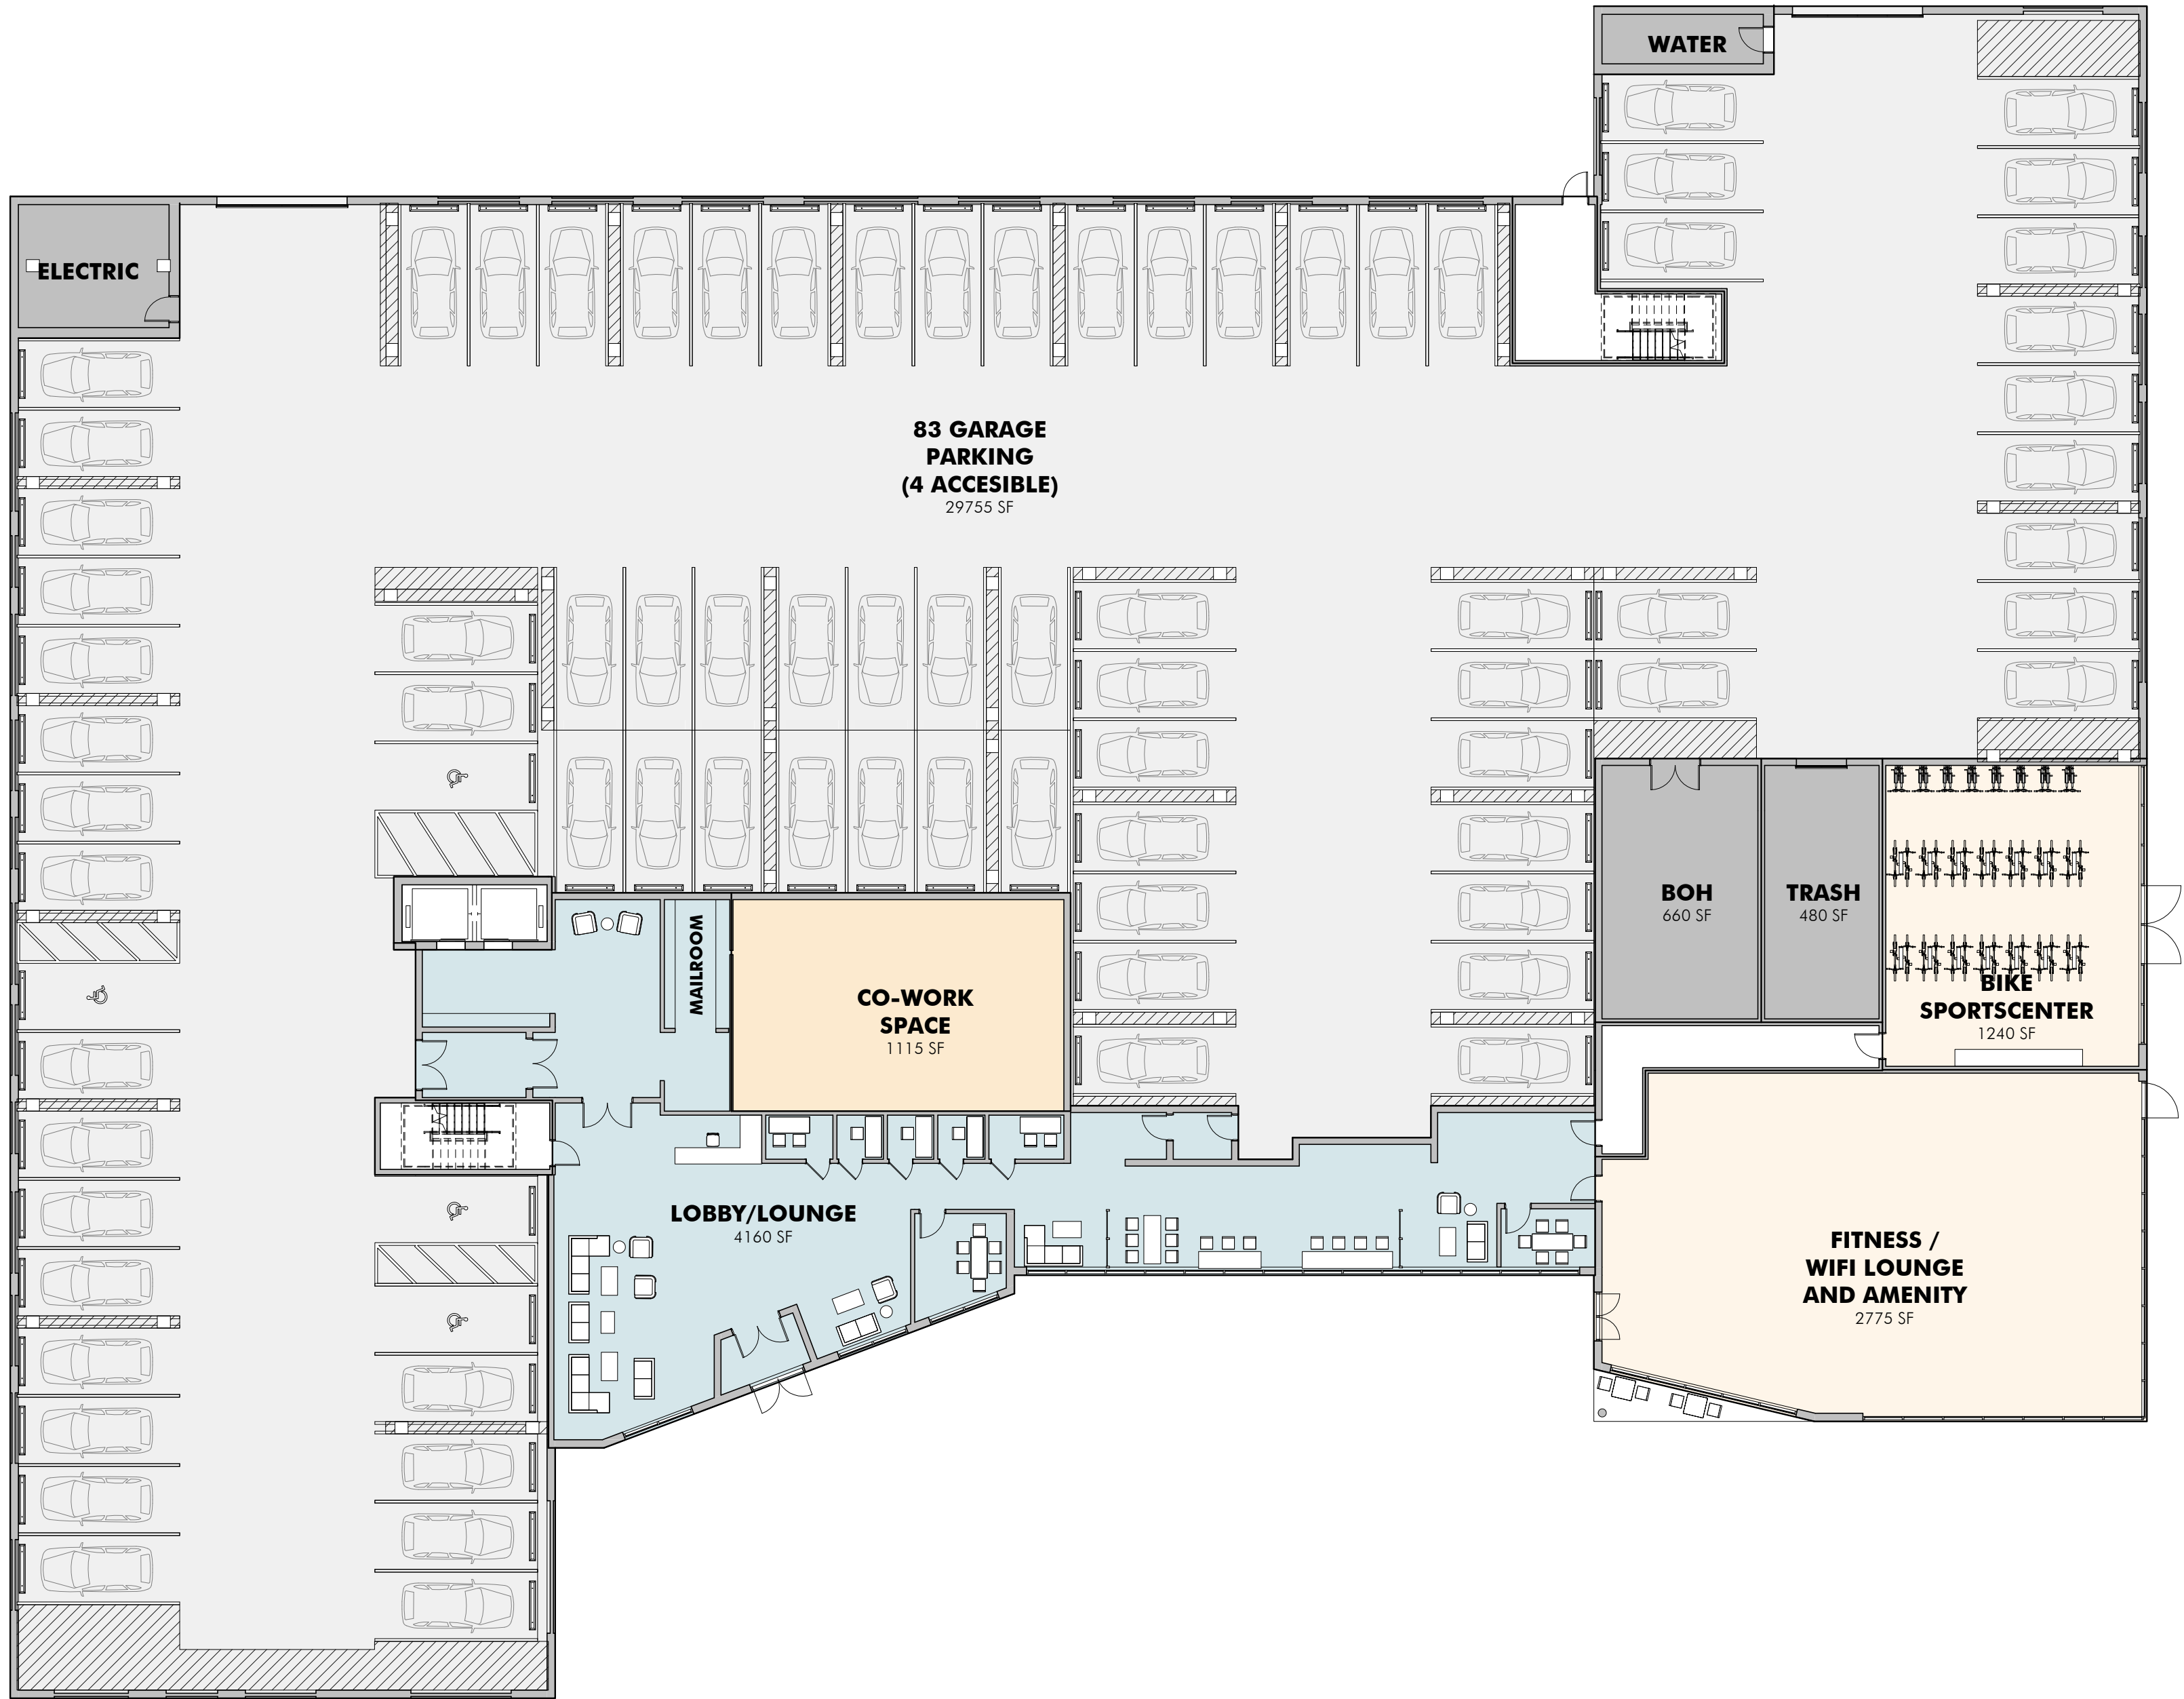 WATER
ELECTRIC
83 GARAGE
PARKING
(4 ACCESIBLE)
29755 SF
MAILROOM
CO-WORK
SPACE
1115 SF
BOH
660 SF
TRASH
480 SF
BIKE
SPORTSCENTER
1240 SF
LOBBY/LOUNGE
4160 SF
FITNESS /
WIFI LOUNGE
AND AMENITY
2775 SF